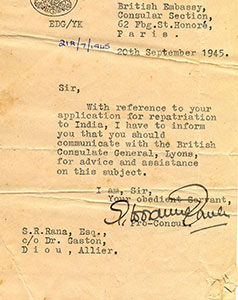 British Embassy,
Consular Section,
62 Fbg.St.Honoré,
Paris.
EDG/YK
20th September 1945.
Sir,
With reference to your
application for repatriation
to India, I have to inform
you that you should
communicate with the British
Consulate General, Lyons,
for advice and assistance
on this subject.
I am, Sir,
Your obedient Servant,
Pro-Consul.
S.R.Rana, Esq.,
c/o Dr. Gaston,
Diou, Allier.